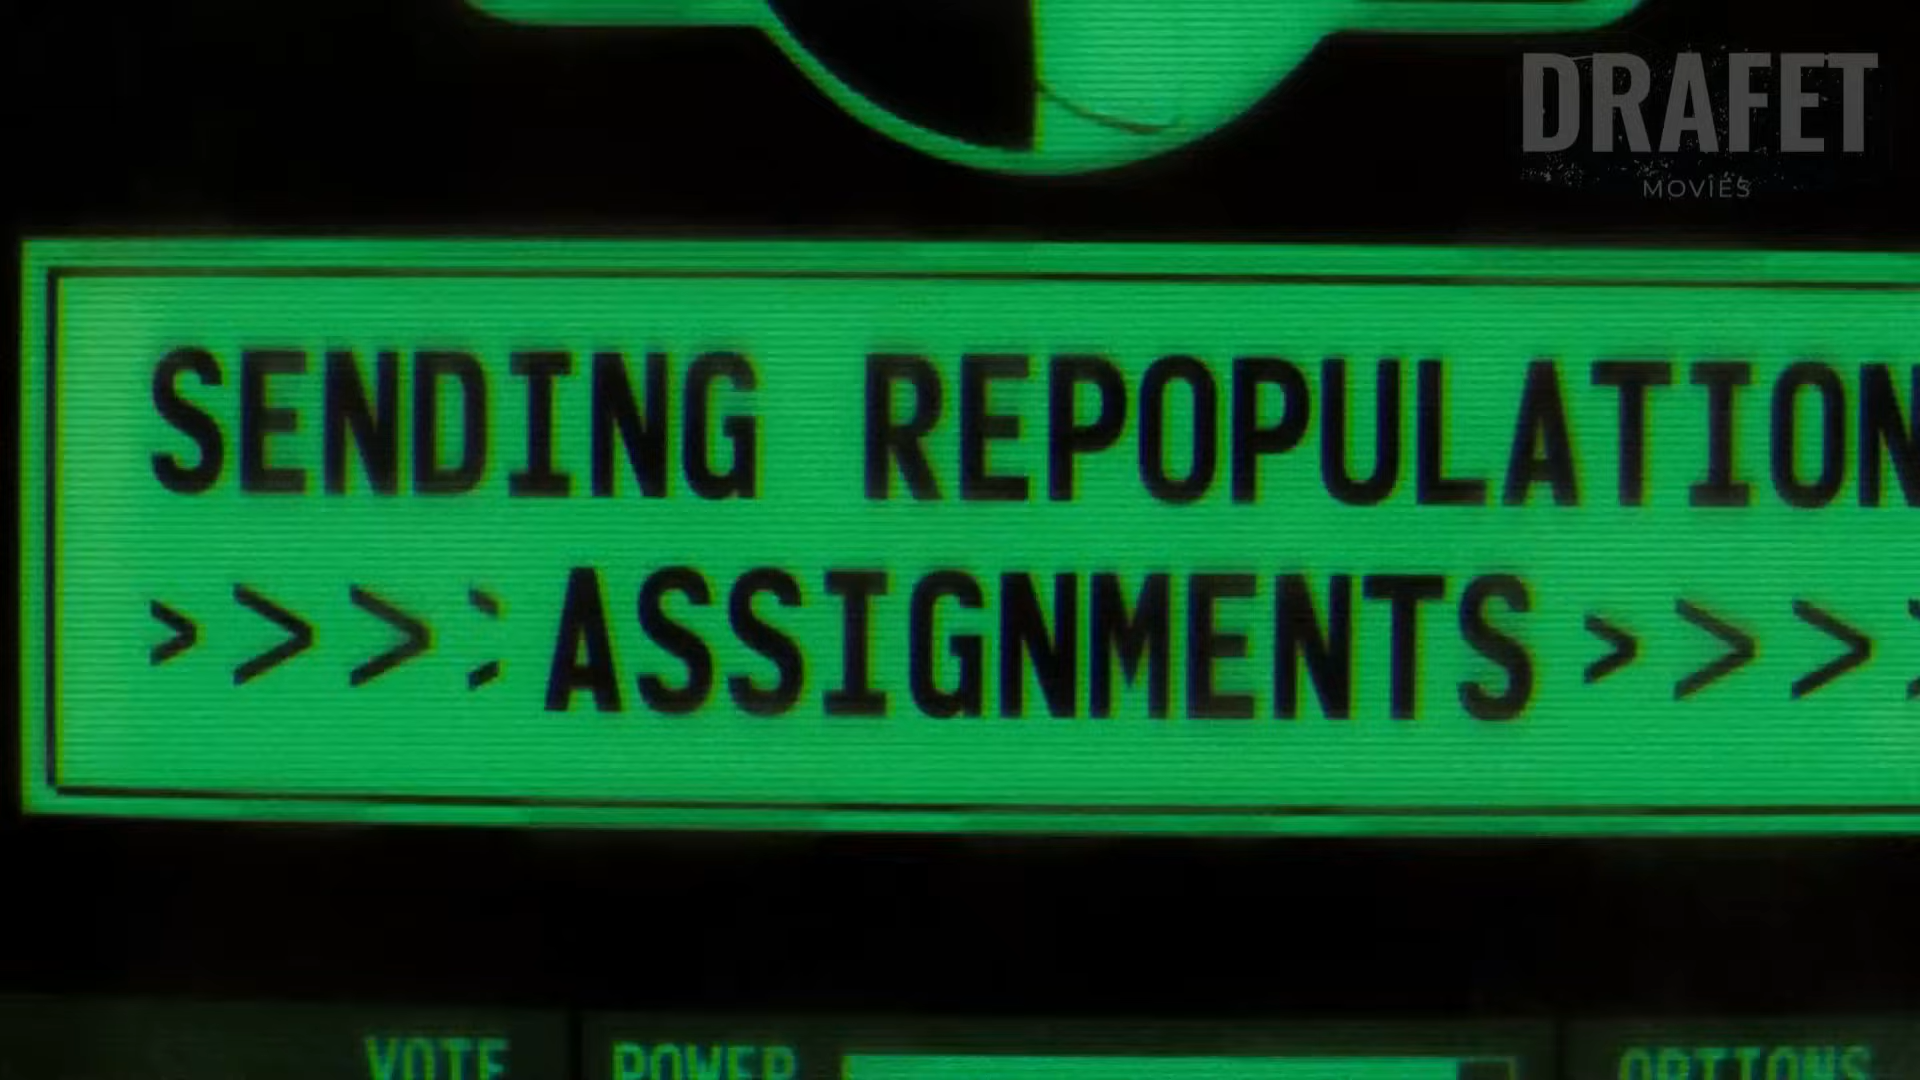 DRAFET
MOVIES
SENDING REPOPULATION
>>>> ASSIGNMENTS >>>>
VOTE
POWER
OPTIONS